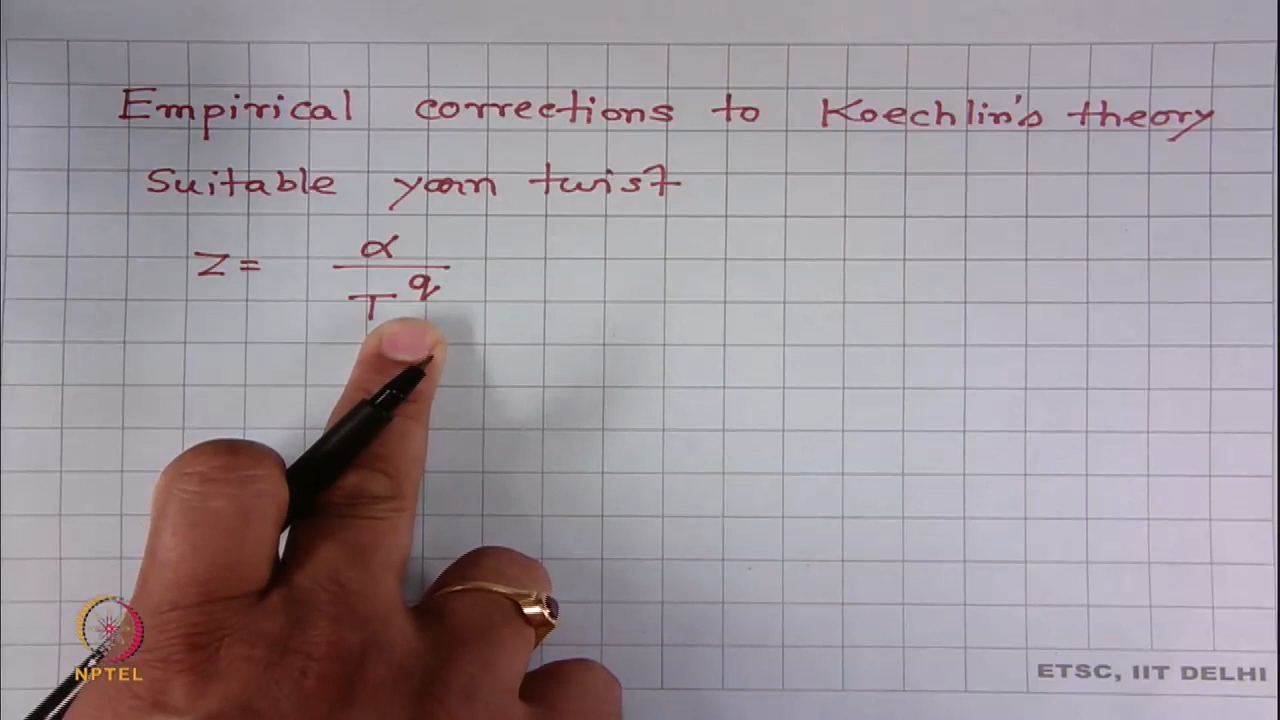 Empirical corrections to Koechlin's theory
Suitable yarn twist
Z = α / T^q
NPTEL
ETSC, IIT DELHI